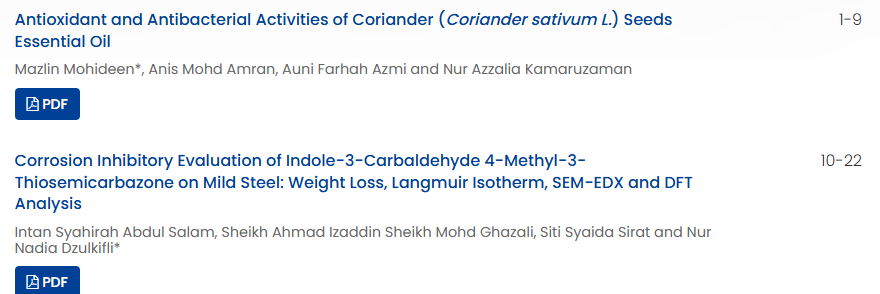 Antioxidant and Antibacterial Activities of Coriander (Coriander sativum L.) Seeds 1-9
Essential Oil
Mazlin Mohideen*, Anis Mohd Amran, Auni Farhah Azmi and Nur Azzalia Kamaruzaman
PDF
Corrosion Inhibitory Evaluation of Indole-3-Carbaldehyde 4-Methyl-3- 10-22
Thiosemicarbazone on Mild Steel: Weight Loss, Langmuir Isotherm, SEM-EDX and DFT
Analysis
Intan Syahirah Abdul Salam, Sheikh Ahmad Izaddin Sheikh Mohd Ghazali, Siti Syaida Sirat and Nur
Nadia Dzulkifli*
PDF